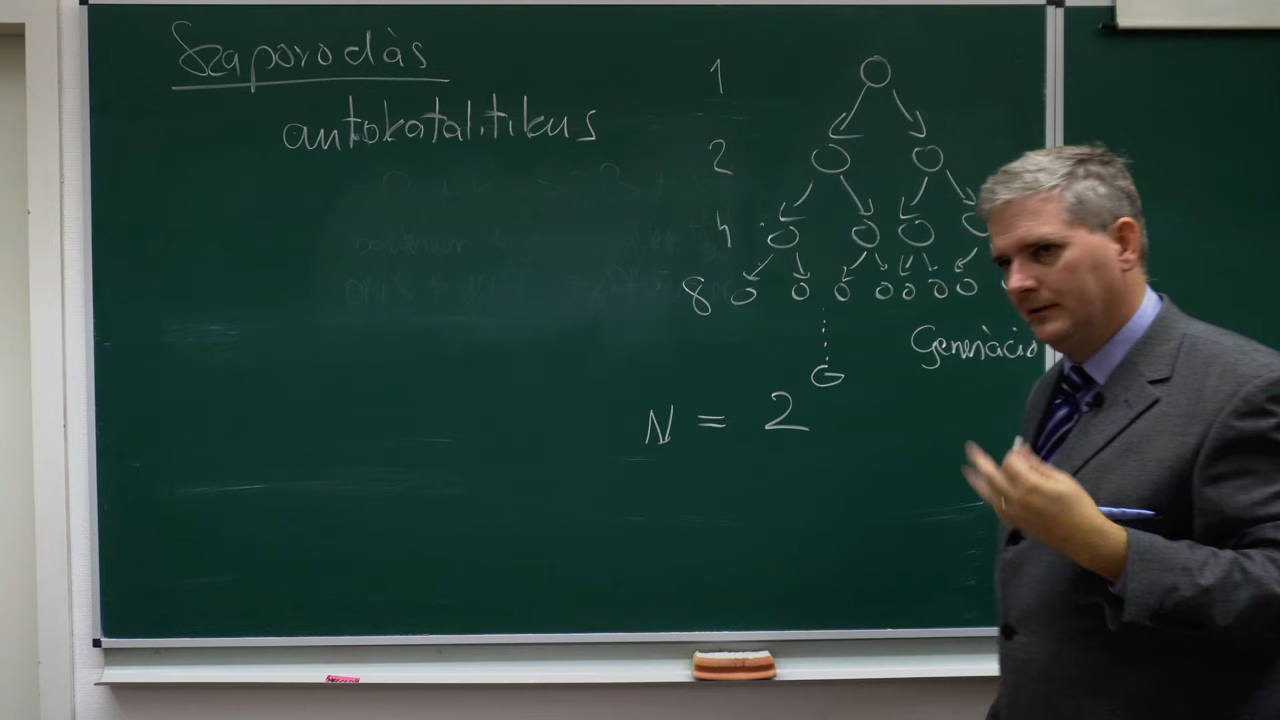 Szaporodás
autokatalitikus
1
2
4
8
Generáció
N = 2^G